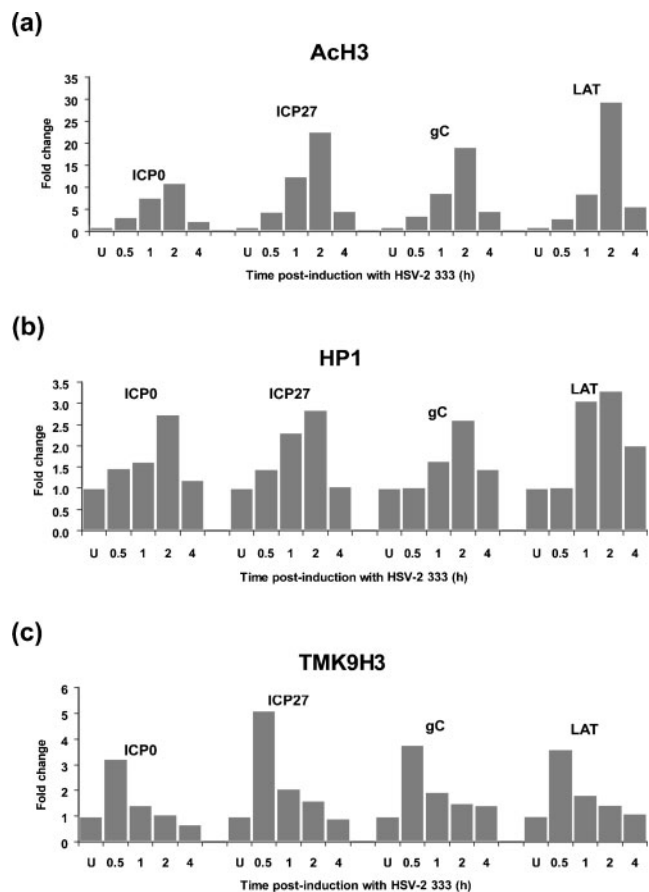 (a)
AcH3
Fold change
35
30
25
20
15
10
5
0
ICP0
ICP27
gC
LAT
U 0.5 1 2 4 U 0.5 1 2 4 U 0.5 1 2 4 U 0.5 1 2 4
Time post-induction with HSV-2 333 (h)
(b)
HP1
Fold change
3.5
3.0
2.5
2.0
1.5
1.0
0.5
0.0
ICP0
ICP27
gC
LAT
U 0.5 1 2 4 U 0.5 1 2 4 U 0.5 1 2 4 U 0.5 1 2 4
Time post-induction with HSV-2 333 (h)
(c)
TMK9H3
Fold change
6
5
4
3
2
1
0
ICP0
ICP27
gC
LAT
U 0.5 1 2 4 U 0.5 1 2 4 U 0.5 1 2 4 U 0.5 1 2 4
Time post-induction with HSV-2 333 (h)